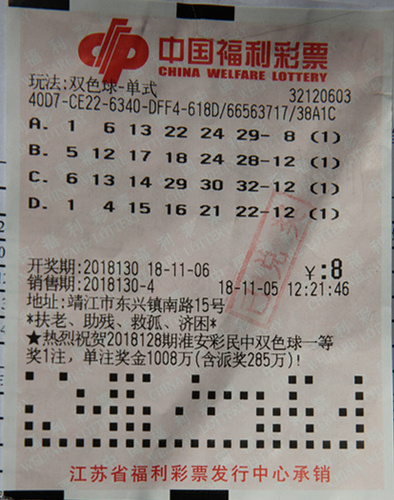 中国福利彩票
CHINA WELFARE LOTTERY
玩法:双色球-单式 32120603
40D7-CE22-6340-DFF4-618D/66563717/38A1C
A. 1 6 13 22 24 29- 8 (1)
B. 5 12 17 18 24 28-12 (1)
C. 6 13 14 29 30 32-12 (1)
D. 1 4 15 16 21 22-12 (1)
开奖期:2018130 18-11-06 ¥:8
销售期:2018130-4 18-11-05 12:21:46
地址:靖江市东兴镇南路15号
*扶老、助残、救孤、济困*
★热烈祝贺2018128期淮安彩民中双色球一等
奖1注,单注奖金1008万(含派奖285万)!
江苏省福利彩票发行中心承销
已兑奖